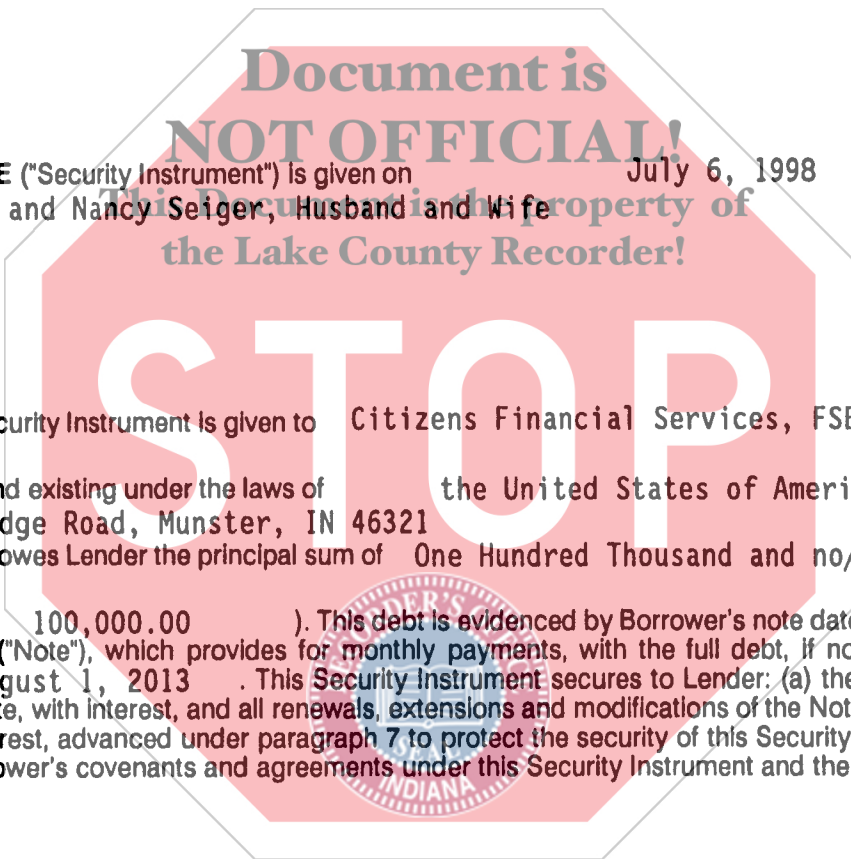 Document is
NOT OFFICIAL!
E ("Security Instrument") is given on July 6, 1998
This Document is the property of
and Nancy Seiger, Husband and Wife
the Lake County Recorder!
STOP
curity Instrument is given to Citizens Financial Services, FSB
nd existing under the laws of the United States of Ameri
dge Road, Munster, IN 46321
owes Lender the principal sum of One Hundred Thousand and no/
100,000.00 ). This debt is evidenced by Borrower's note date
("Note"), which provides for monthly payments, with the full debt, if no
gust 1, 2013 . This Security Instrument secures to Lender: (a) the
e, with interest, and all renewals, extensions and modifications of the Not
rest, advanced under paragraph 7 to protect the security of this Security
ower's covenants and agreements under this Security Instrument and the
RECORDER'S OFFICE
SEAL
INDIANA